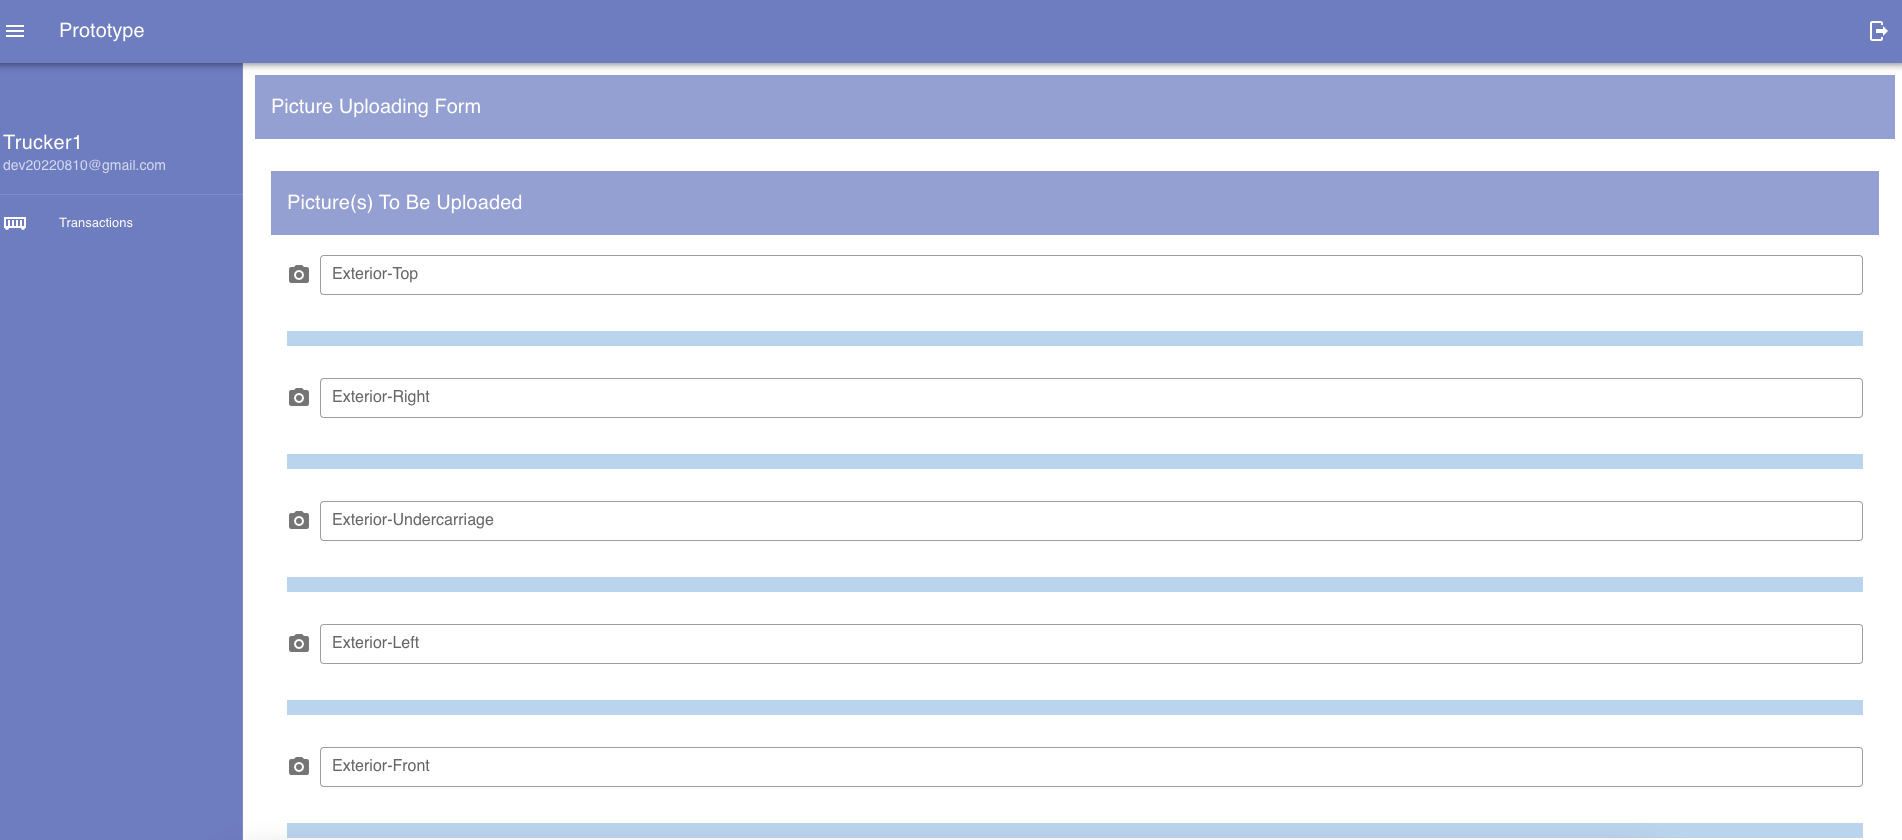 Prototype
Trucker1
dev20220810@gmail.com
Transactions
Picture Uploading Form
Picture(s) To Be Uploaded
Exterior-Top
Exterior-Right
Exterior-Undercarriage
Exterior-Left
Exterior-Front